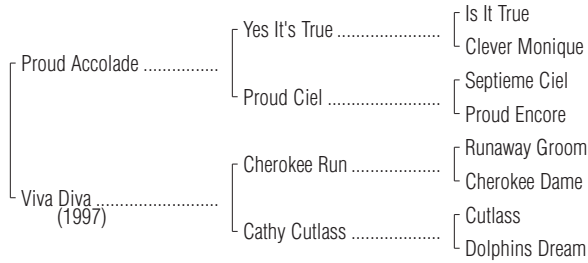 Is It True
Yes It's True ....................
Clever Monique
Proud Accolade ...............
Septieme Ciel
Proud Ciel .......................
Proud Encore
Runaway Groom
Cherokee Run ..................
Cherokee Dame
Viva Diva .........................
(1997)
Cutlass
Cathy Cutlass ..................
Dolphins Dream